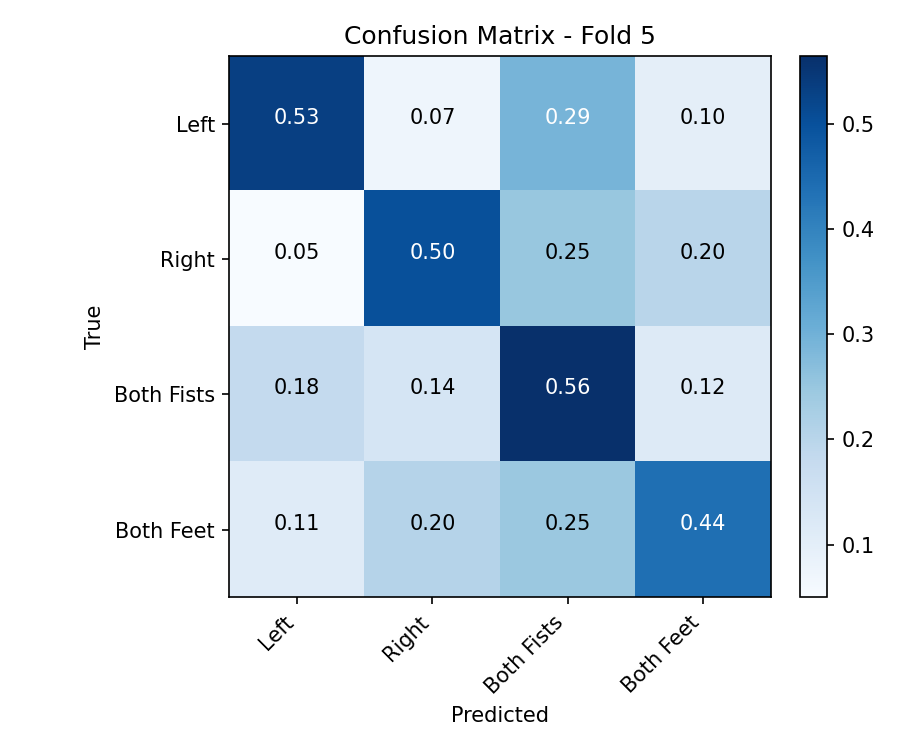 Confusion Matrix - Fold 5
Left 0.53 0.07 0.29 0.10
Right 0.05 0.50 0.25 0.20
Both Fists 0.18 0.14 0.56 0.12
Both Feet 0.11 0.20 0.25 0.44
True
Left Right Both Fists Both Feet
Predicted
0.5
0.4
0.3
0.2
0.1